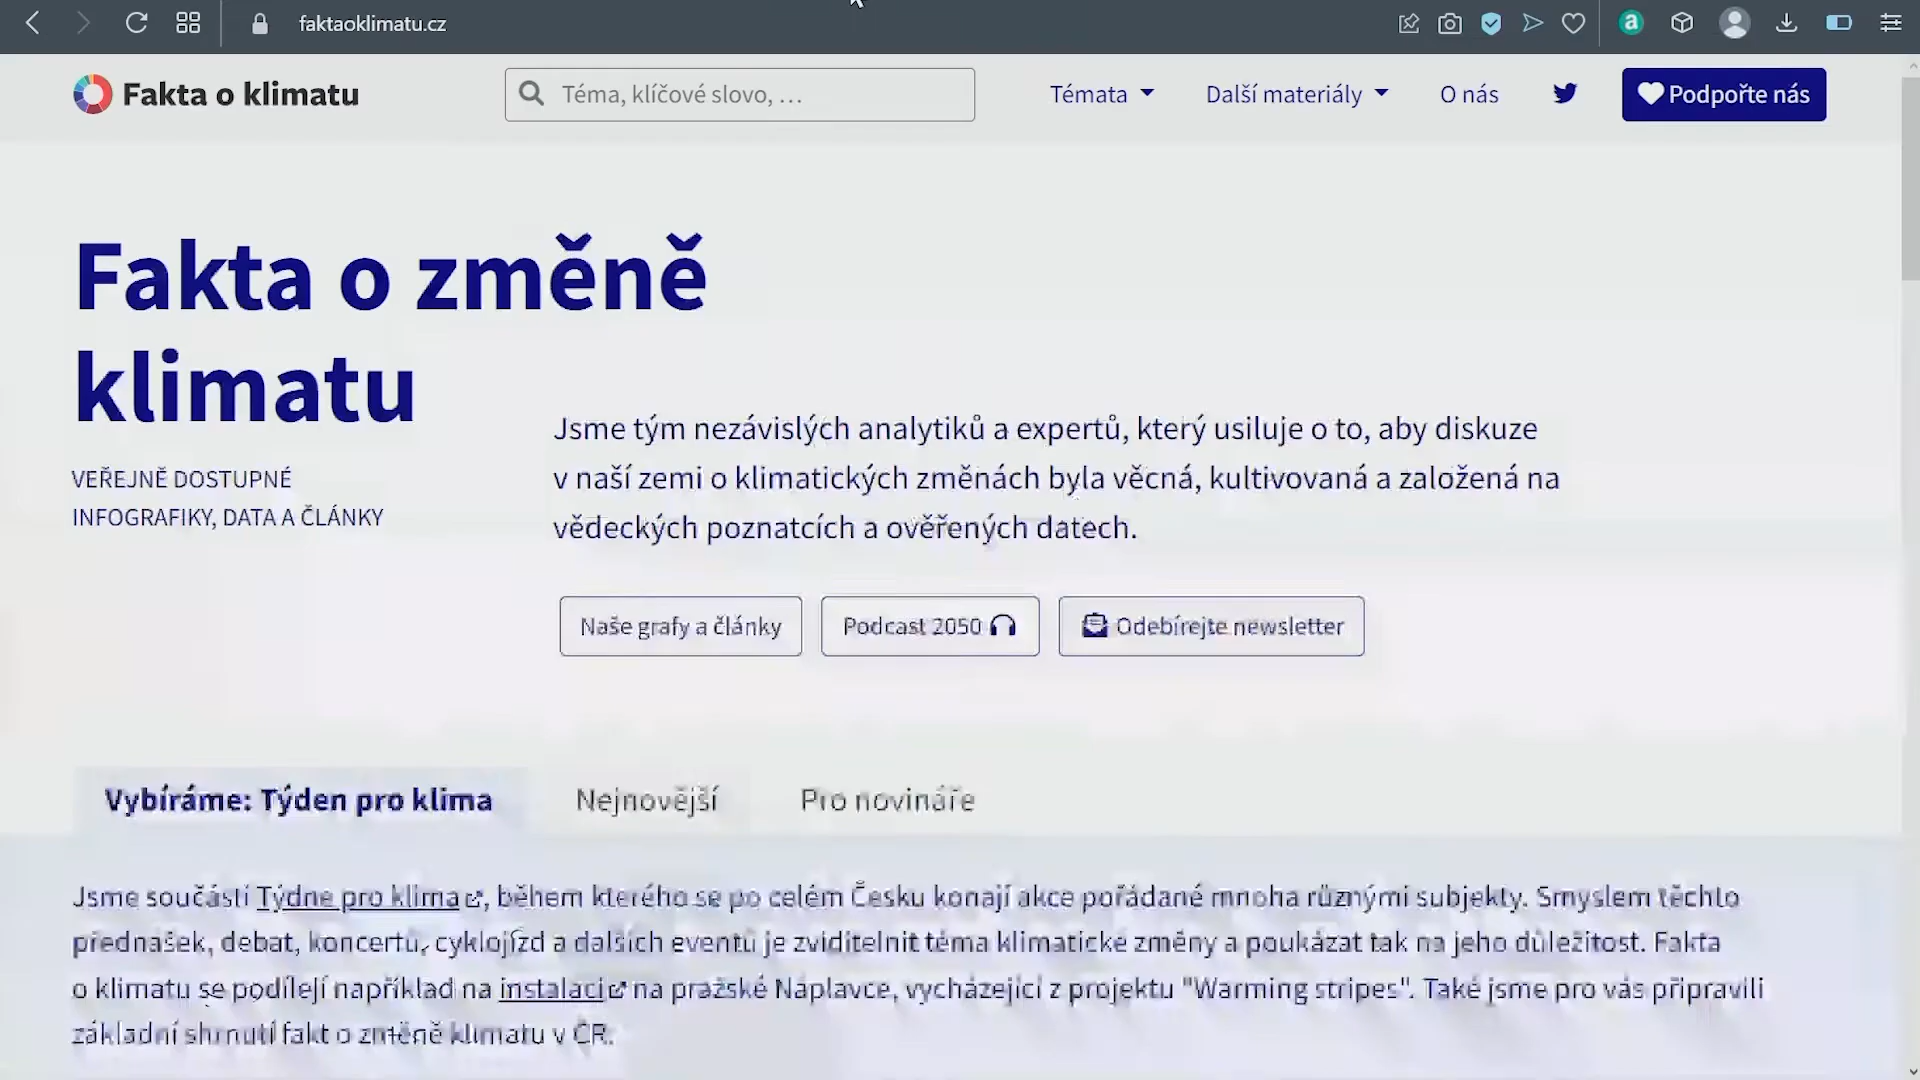 faktaoklimatu.cz
Fakta o klimatu
Téma, klíčové slovo, …
Témata
Další materiály
O nás
Podpořte nás
Fakta o změně
klimatu
VEŘEJNĚ DOSTUPNÉ
INFOGRAFIKY, DATA A ČLÁNKY
Jsme tým nezávislých analytiků a expertů, který usiluje o to, aby diskuze
v naší zemi o klimatických změnách byla věcná, kultivovaná a založená na
vědeckých poznatcích a ověřených datech.
Naše grafy a články
Podcast 2050
Odebírejte newsletter
Vybíráme: Týden pro klima
Nejnovější
Pro novináře
Jsme součástí Týdne pro klima, během kterého se po celém Česku konají akce pořádané mnoha různými subjekty. Smyslem těchto
přednášek, debat, koncertů, cyklojízd a dalších eventů je zviditelnit téma klimatické změny a poukázat tak na jeho důležitost. Fakta
o klimatu se podílejí například na instalaci na pražské Náplavce, vycházející z projektu "Warming stripes". Také jsme pro vás připravili
základní shrnutí fakt o změně klimatu v ČR.